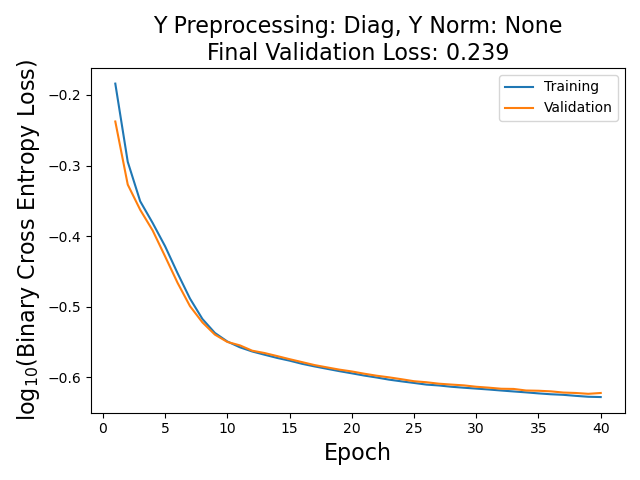 Y Preprocessing: Diag, Y Norm: None
Final Validation Loss: 0.239
Training
Validation
log₁₀(Binary Cross Entropy Loss)
−0.2
−0.3
−0.4
−0.5
−0.6
0 5 10 15 20 25 30 35 40
Epoch